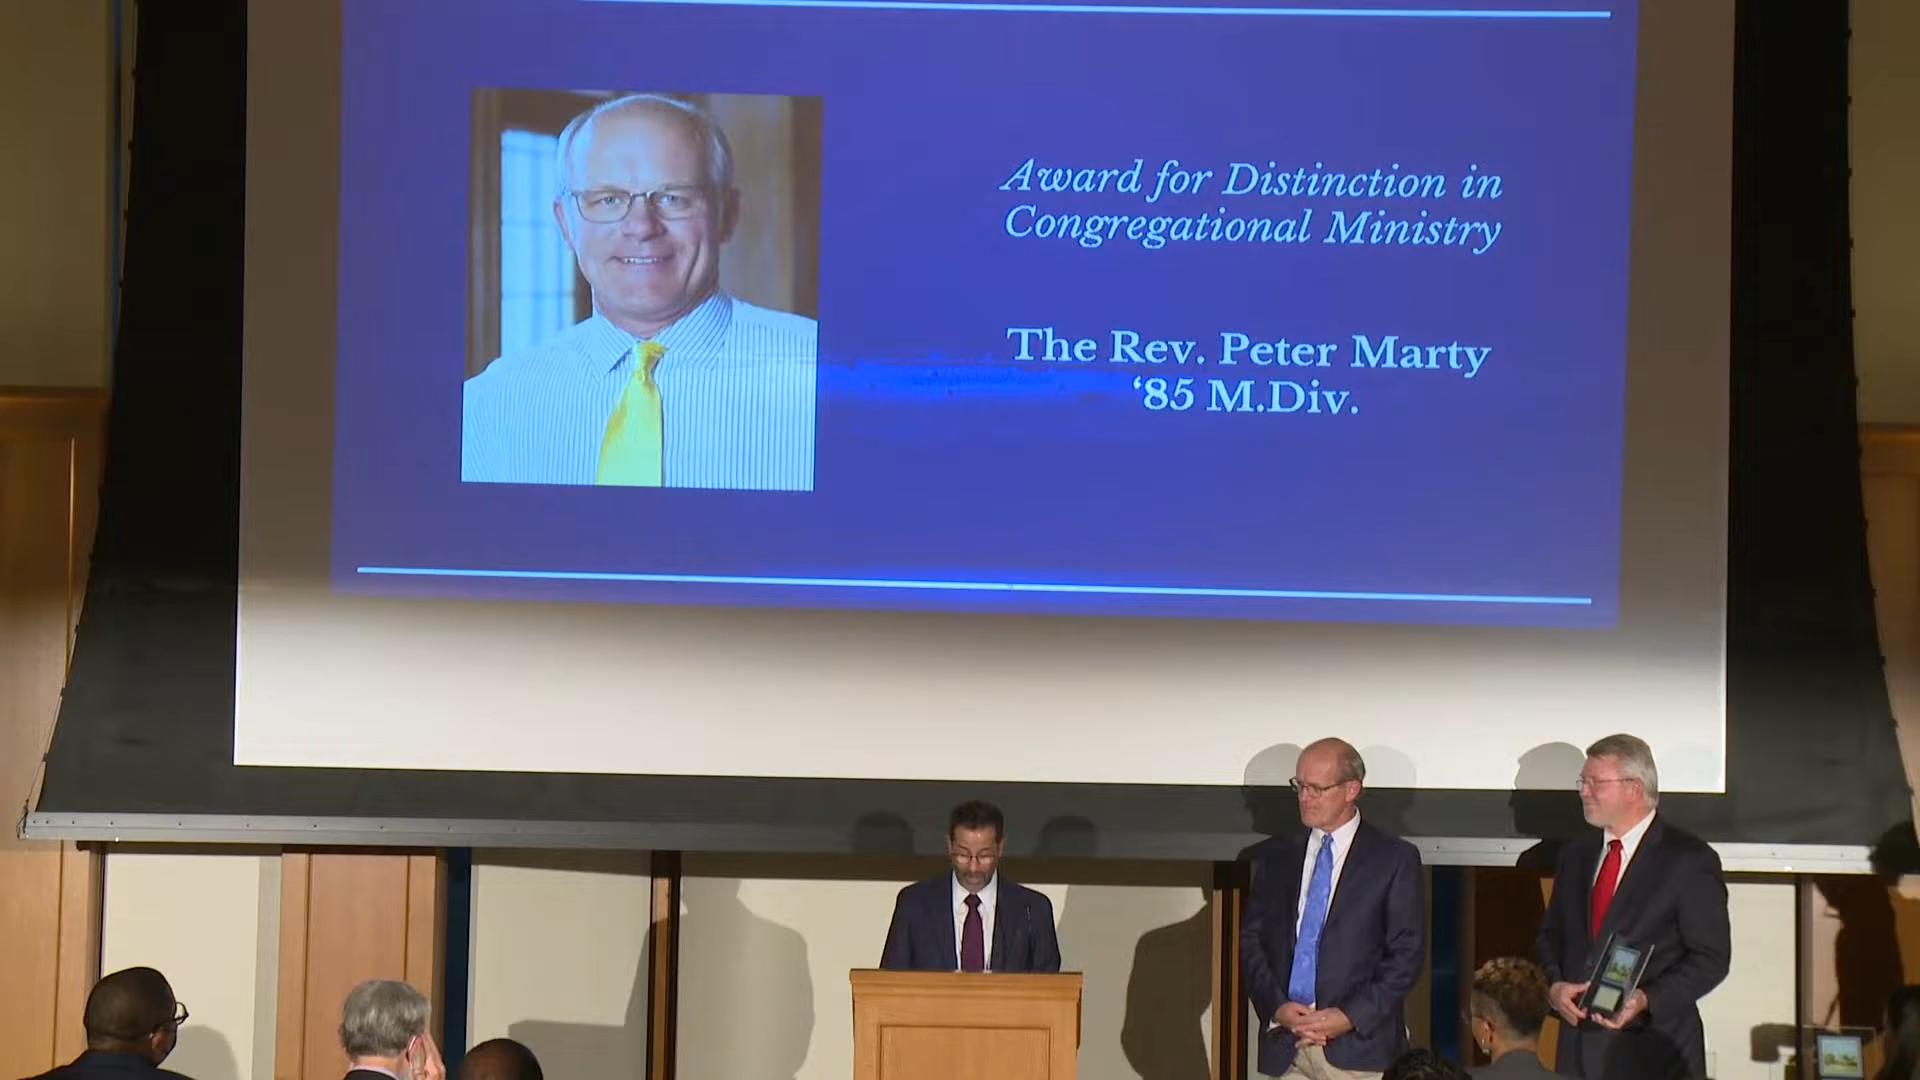 Award for Distinction in
Congregational Ministry
The Rev. Peter Marty
‘85 M.Div.